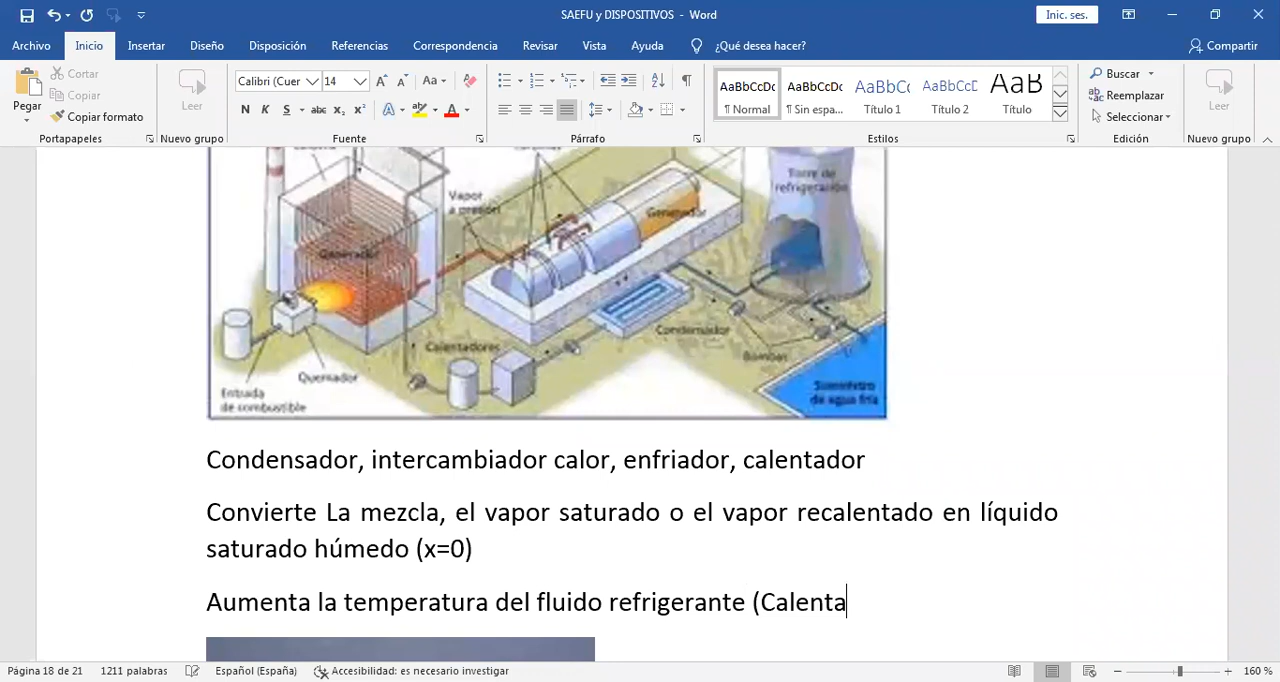 SAEFU y DISPOSITIVOS - Word
Inic. ses.
Archivo Inicio Insertar Diseño Disposición Referencias Correspondencia Revisar Vista Ayuda ¿Qué desea hacer? Compartir
Pegar
Cortar
Copiar
Copiar formato
Portapapeles
Leer
Nuevo grupo
Calibri (Cuer 14
Aa
N K S abc x₂ x²
Fuente
Párrafo
AaBbCcDc AaBbCcDc AaBbCc AaBbCcD AaB
¶ Normal ¶ Sin espa... Título 1 Título 2 Título
Estilos
Buscar
Reemplazar
Seleccionar
Edición
Leer
Nuevo grupo
Vapor
a presión
Torre de
refrigeración
Generador
Quemador
Calentadores
Condensador
Bombas
Quemador
Entrada
de combustible
Suministro
de agua fría
Condensador, intercambiador calor, enfriador, calentador
Convierte La mezcla, el vapor saturado o el vapor recalentado en líquido
saturado húmedo (x=0)
Aumenta la temperatura del fluido refrigerante (Calenta
Página 18 de 21 1211 palabras Español (España) Accesibilidad: es necesario investigar 160 %